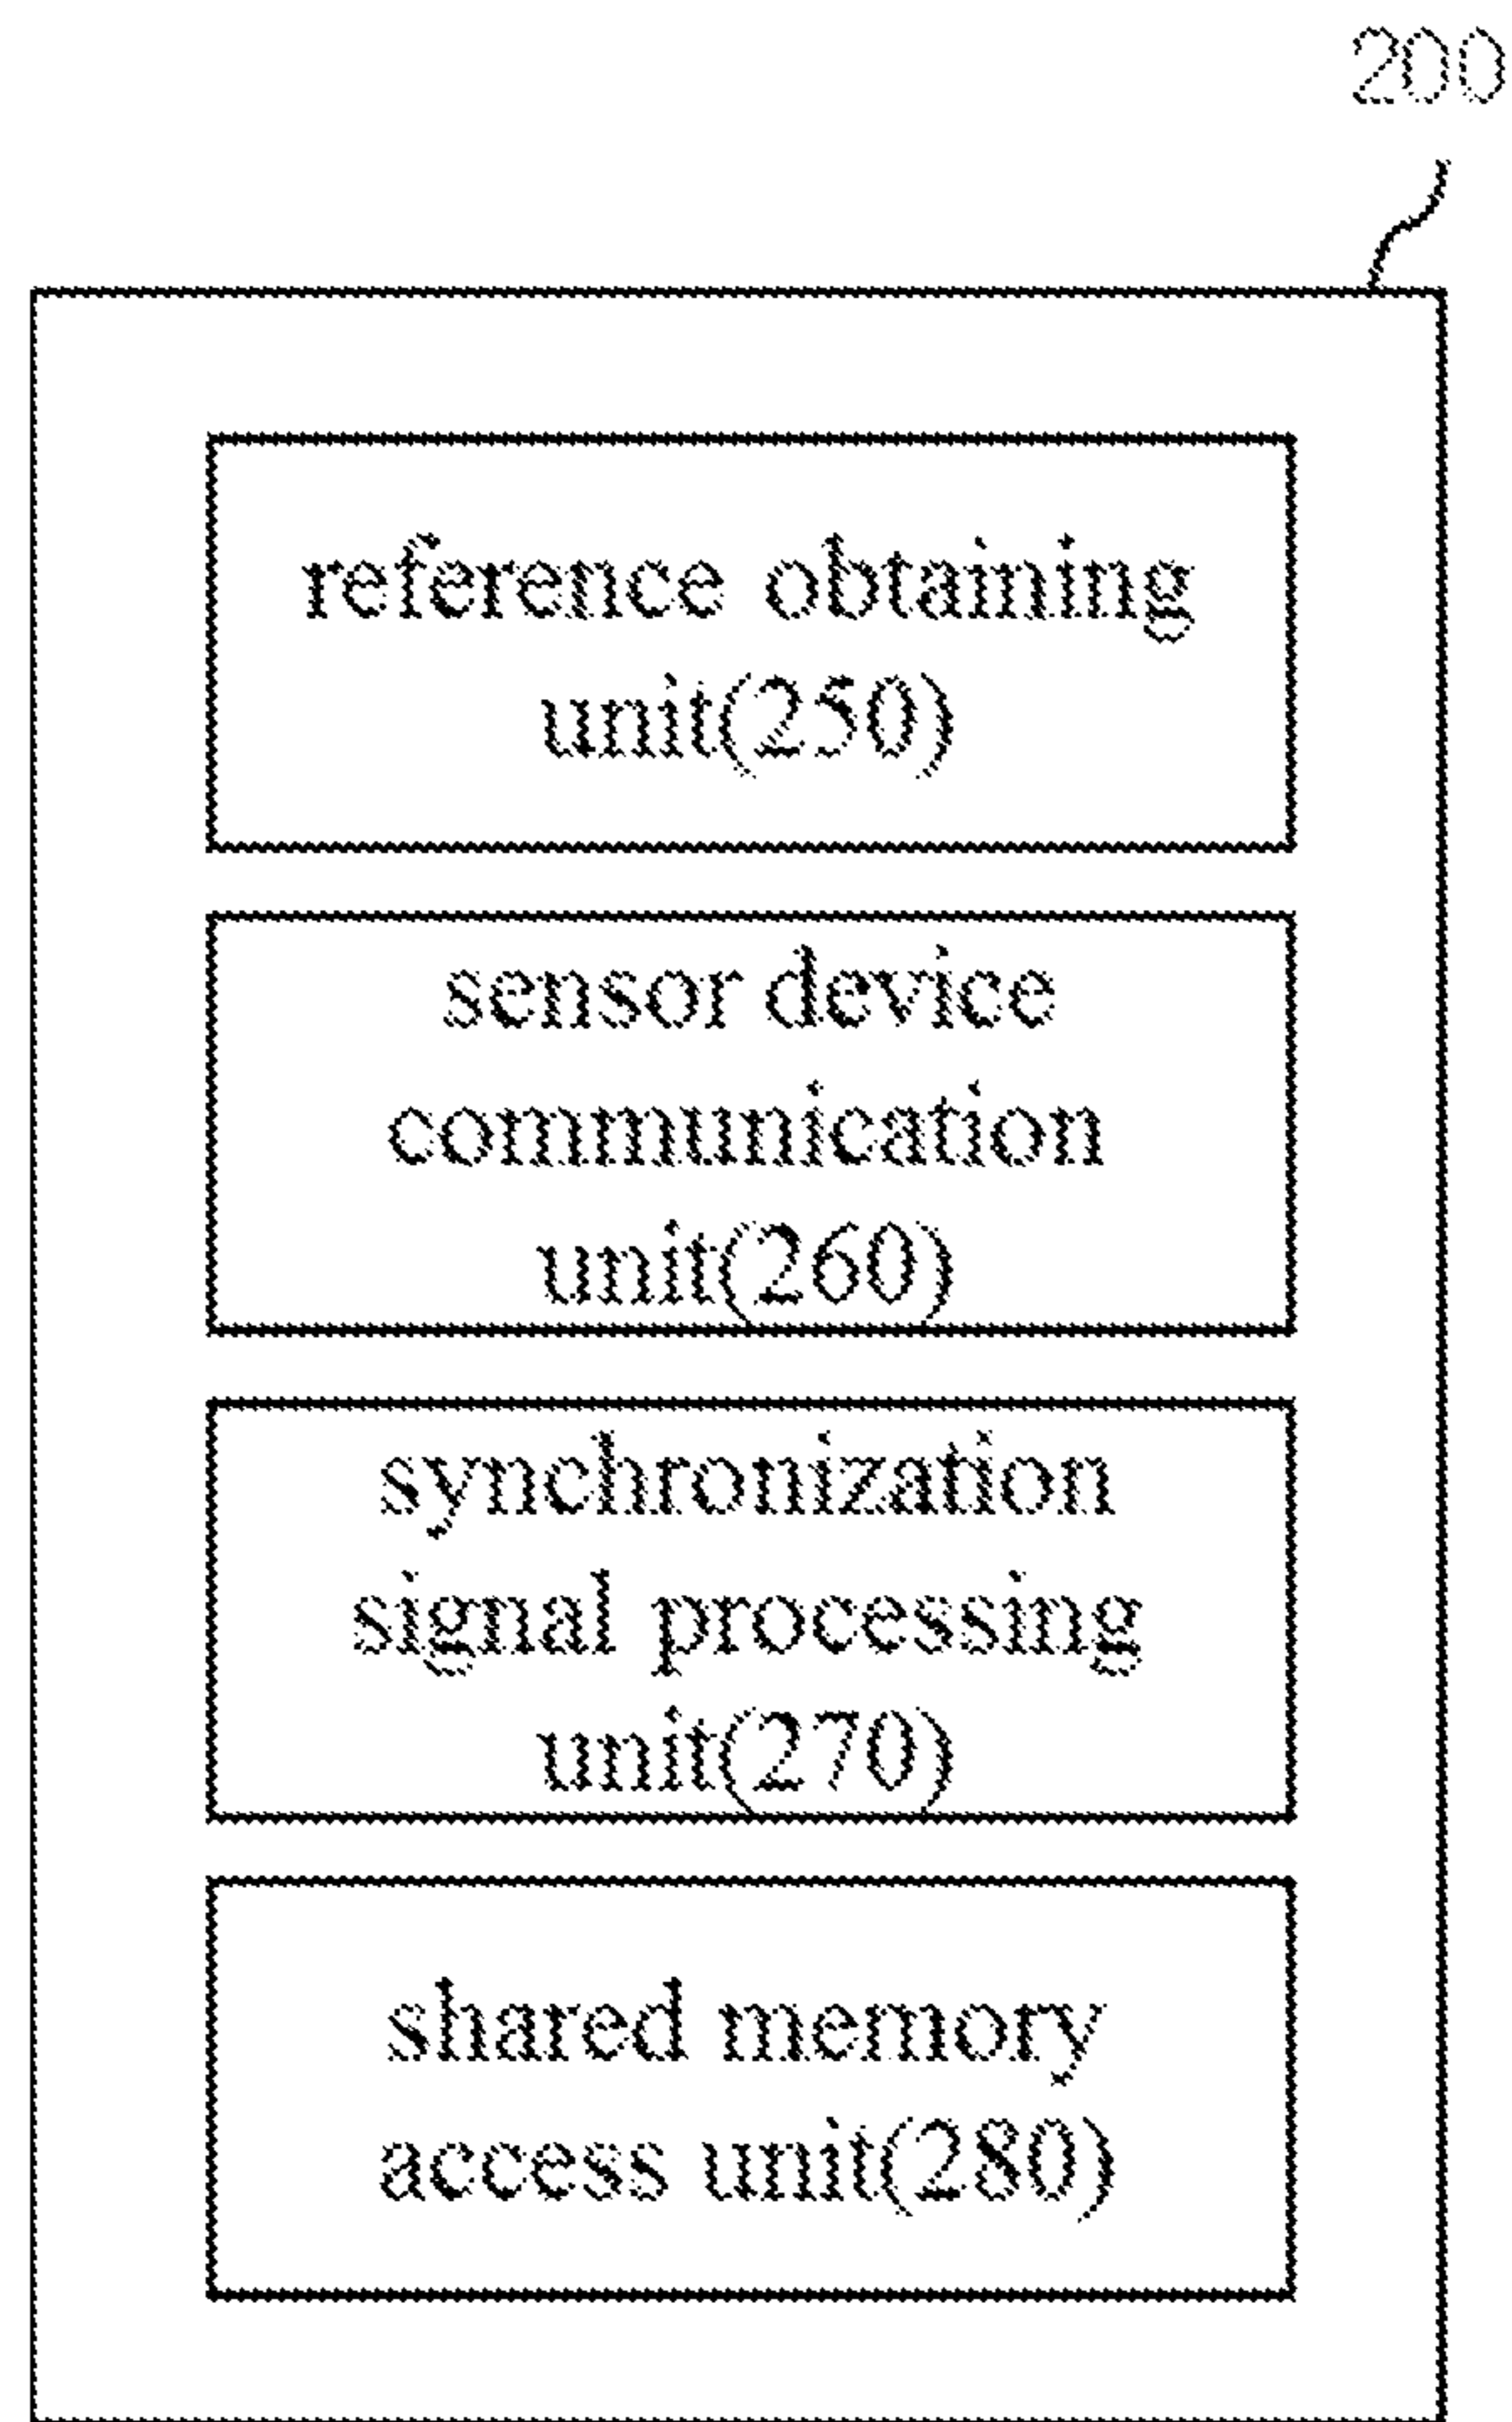 200
reference obtaining
unit(250)
sensor device
communication
unit(260)
synchronization
signal processing
unit(270)
shared memory
access unit(280)